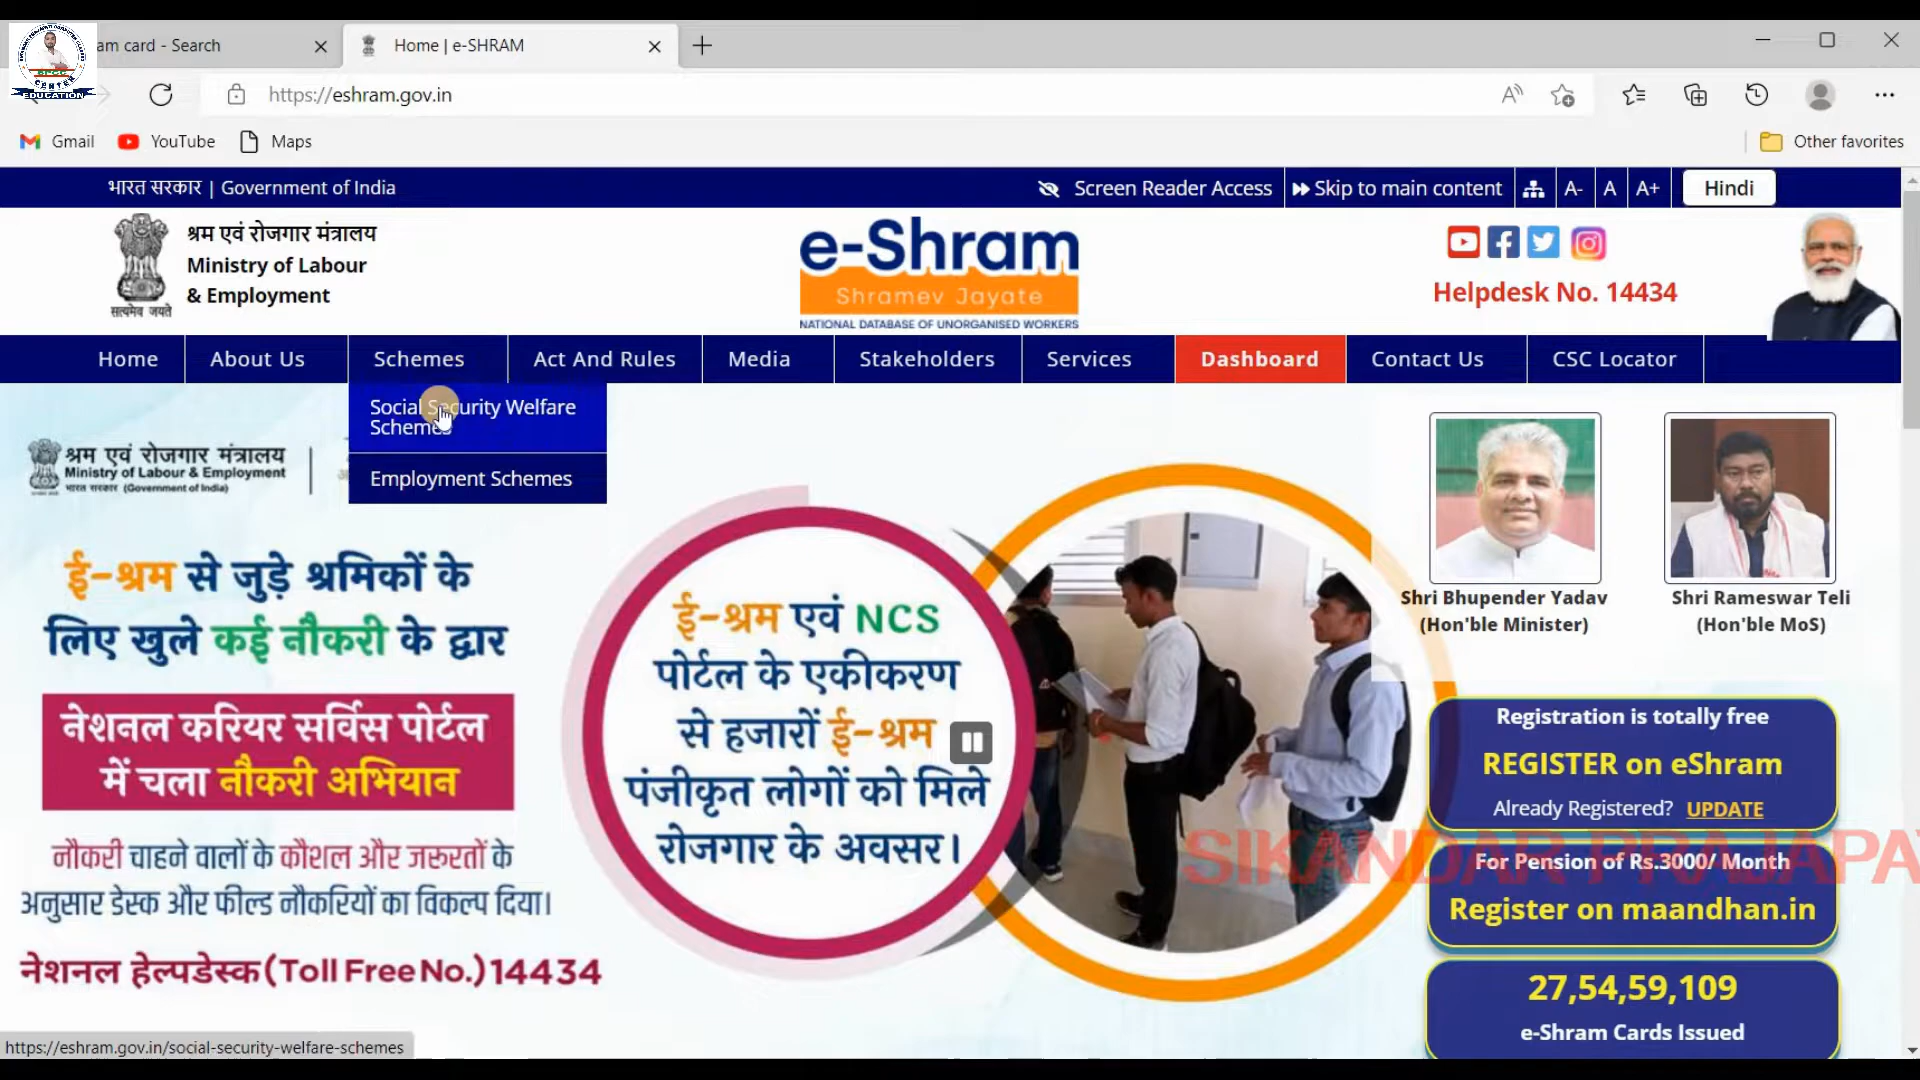 am card - Search
Home | e-SHRAM
EDUCATION
https://eshram.gov.in
Gmail
YouTube
Maps
Other favorites
भारत सरकार | Government of India
Screen Reader Access
Skip to main content
A-
A
A+
Hindi
श्रम एवं रोजगार मंत्रालय
Ministry of Labour
& Employment
सत्यमेव जयते
e-Shram
Shramev Jayate
NATIONAL DATABASE OF UNORGANISED WORKERS
Helpdesk No. 14434
Home
About Us
Schemes
Act And Rules
Media
Stakeholders
Services
Dashboard
Contact Us
CSC Locator
Social Security Welfare
Schemes
Employment Schemes
श्रम एवं रोजगार मंत्रालय
Ministry of Labour & Employment
भारत सरकार (Government of India)
ई-श्रम से जुड़े श्रमिकों के
लिए खुले कई नौकरी के द्वार
नेशनल करियर सर्विस पोर्टल
में चला नौकरी अभियान
नौकरी चाहने वालों के कौशल और जरुरतों के
अनुसार डेस्क और फील्ड नौकरियों का विकल्प दिया।
नेशनल हेल्पडेस्क (Toll Free No.) 14434
ई-श्रम एवं NCS
पोर्टल के एकीकरण
से हजारों ई-श्रम
पंजीकृत लोगों को मिले
रोजगार के अवसर।
Shri Bhupender Yadav
(Hon'ble Minister)
Shri Rameswar Teli
(Hon'ble MoS)
Registration is totally free
REGISTER on eShram
Already Registered? UPDATE
SIKANDAR PRAJAPA
For Pension of Rs.3000/ Month
Register on maandhan.in
27,54,59,109
e-Shram Cards Issued
https://eshram.gov.in/social-security-welfare-schemes